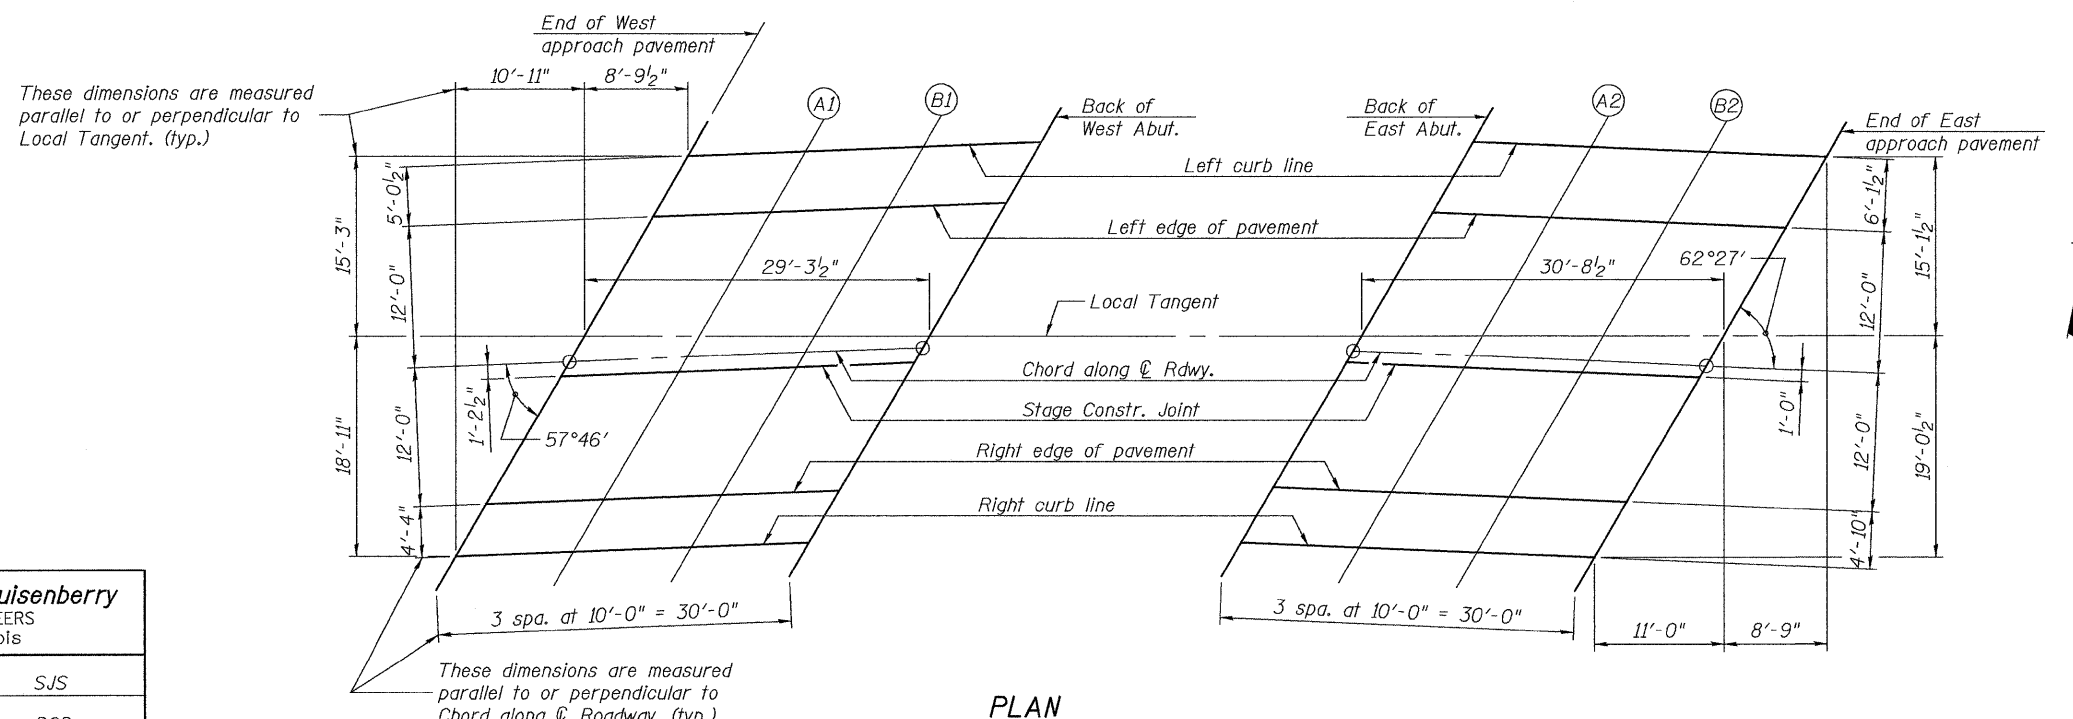 End of West
approach pavement
10'-11"
8'-9½"
These dimensions are measured
parallel to or perpendicular to
Local Tangent. (typ.)
A1
B1
Back of
West Abut.
Back of
East Abut.
A2
B2
End of East
approach pavement
Left curb line
Left edge of pavement
15'-3"
5'-0½"
12'-0"
29'-3½"
30'-8½"
62°27'
6'-1½"
15'-1½"
12'-0"
Local Tangent
Chord along ℄ Rdwy.
Stage Constr. Joint
18'-11"
12'-0"
1'-2½"
57°46'
1'-0"
12'-0"
19'-0½"
Right edge of pavement
Right curb line
4'-4"
4'-10"
3 spa. at 10'-0" = 30'-0"
3 spa. at 10'-0" = 30'-0"
11'-0"
8'-9"
These dimensions are measured
parallel to or perpendicular to
Chord along ℄ Roadway. (typ.)
PLAN
uisenberry
EERS
ois
SJS